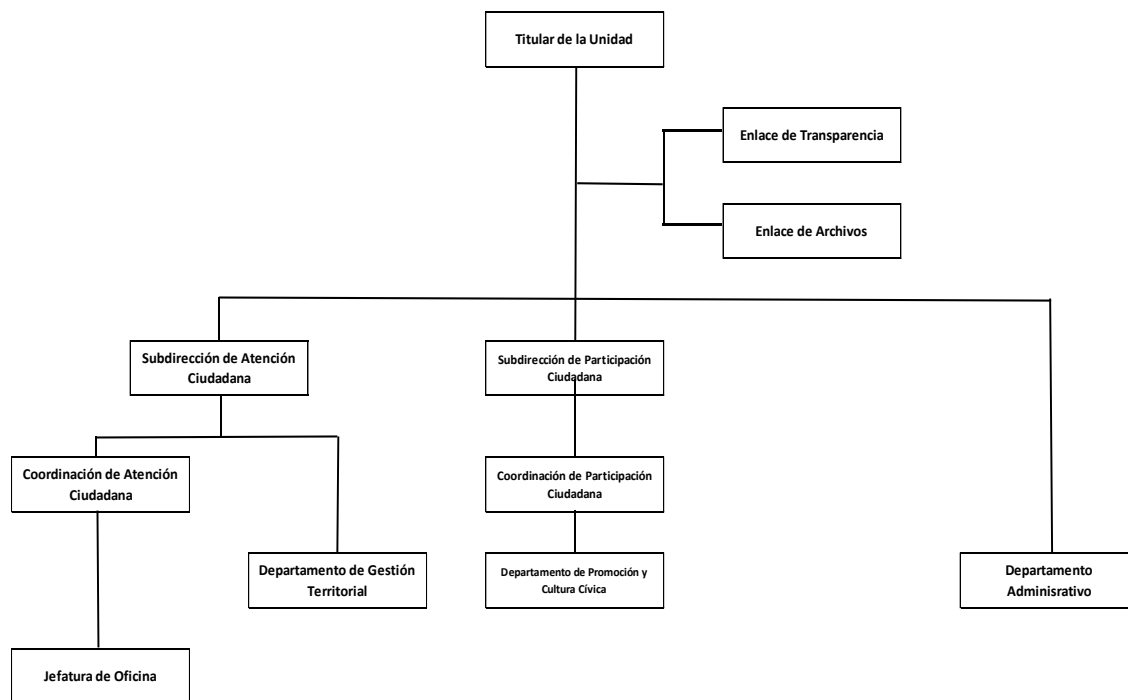 Titular de la Unidad
Enlace de Transparencia
Enlace de Archivos
Subdirección de Atención
Ciudadana
Subdirección de Participación
Ciudadana
Coordinación de Atención
Ciudadana
Coordinación de Participación
Ciudadana
Departamento de Gestión
Territorial
Departamento de Promoción y
Cultura Cívica
Departamento
Adminisrativo
Jefatura de Oficina